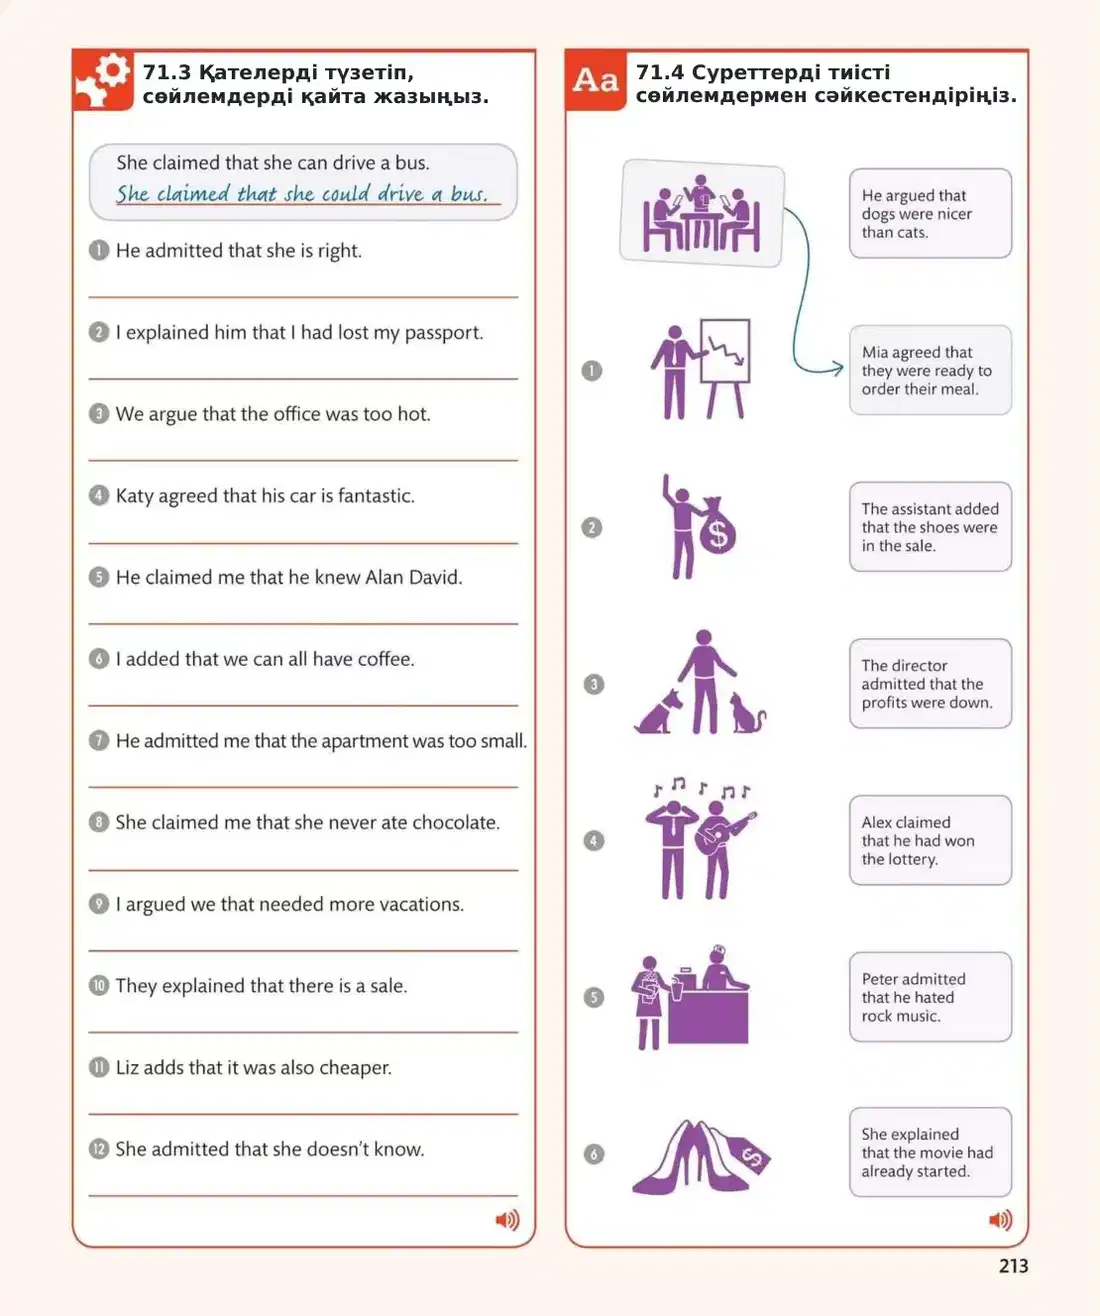 71.3 Қателерді түзетіп,
сөйлемдерді қайта жазыңыз.
She claimed that she can drive a bus.
She claimed that she could drive a bus.
1 He admitted that she is right.
2 I explained him that I had lost my passport.
3 We argue that the office was too hot.
4 Katy agreed that his car is fantastic.
5 He claimed me that he knew Alan David.
6 I added that we can all have coffee.
7 He admitted me that the apartment was too small.
8 She claimed me that she never ate chocolate.
9 I argued we that needed more vacations.
10 They explained that there is a sale.
11 Liz adds that it was also cheaper.
12 She admitted that she doesn't know.
Aa
71.4 Суреттерді тиісті
сөйлемдермен сәйкестендіріңіз.
He argued that
dogs were nicer
than cats.
1
Mia agreed that
they were ready to
order their meal.
2
$
The assistant added
that the shoes were
in the sale.
3
The director
admitted that the
profits were down.
4
Alex claimed
that he had won
the lottery.
5
Peter admitted
that he hated
rock music.
6
$
She explained
that the movie had
already started.
213